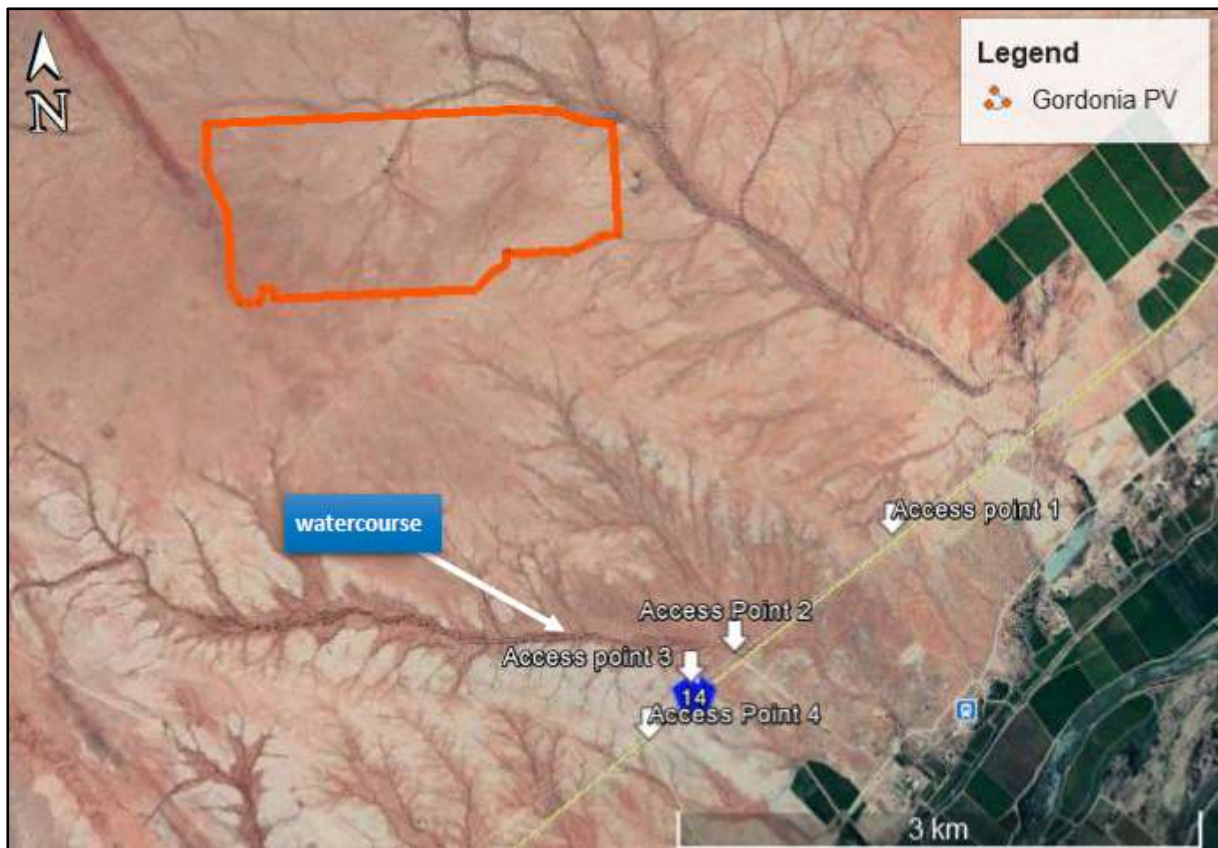 N
Legend
Gordonia PV
watercourse
Access point 1
Access Point 2
Access point 3
14
Access Point 4
3 km